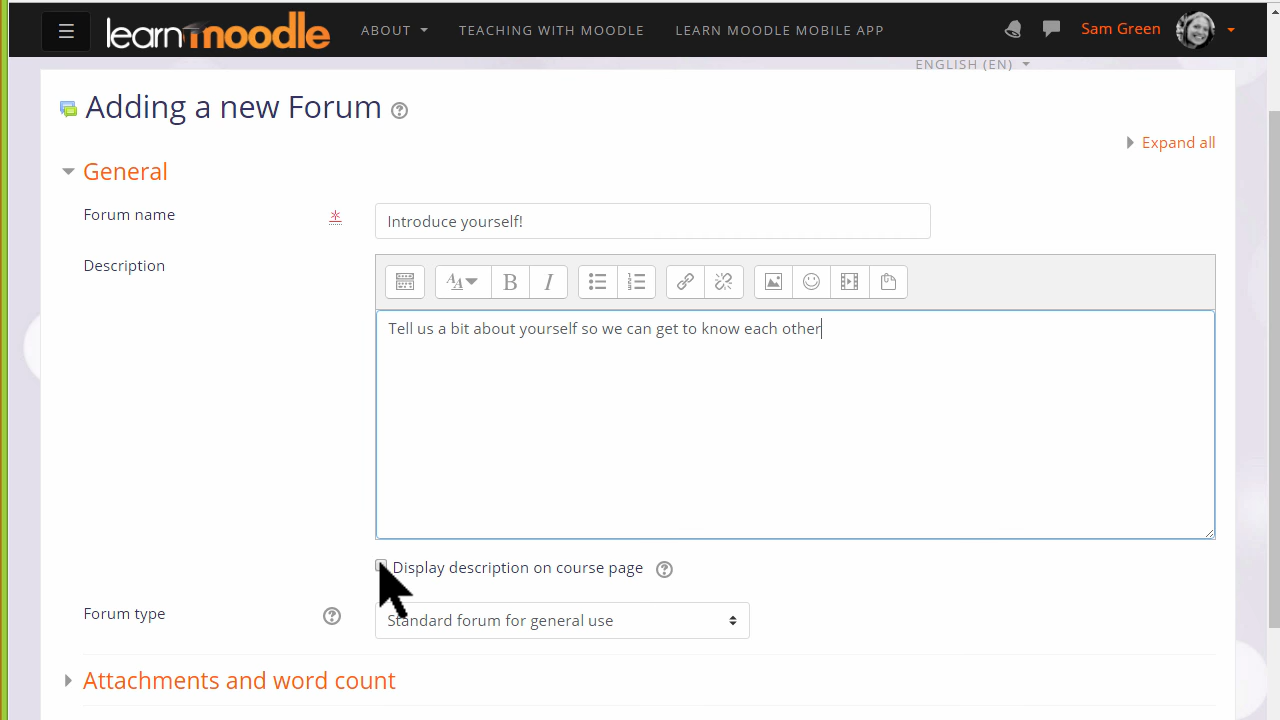 learn moodle ABOUT TEACHING WITH MOODLE LEARN MOODLE MOBILE APP Sam Green
ENGLISH (EN)
Adding a new Forum
Expand all
General
Forum name
Introduce yourself!
Description
Tell us a bit about yourself so we can get to know each other
Display description on course page
Forum type
Standard forum for general use
Attachments and word count